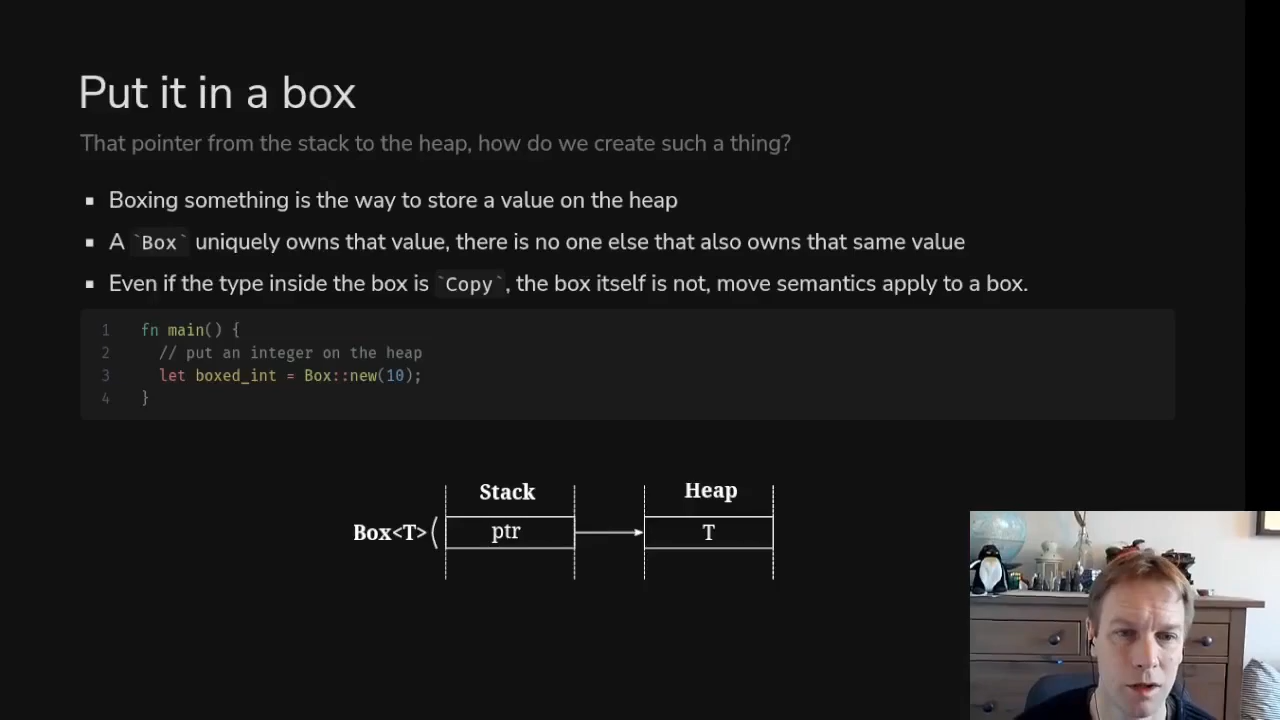 Put it in a box
That pointer from the stack to the heap, how do we create such a thing?
▪ Boxing something is the way to store a value on the heap
▪ A `Box` uniquely owns that value, there is no one else that also owns that same value
▪ Even if the type inside the box is `Copy`, the box itself is not, move semantics apply to a box.
1 fn main() {
2 // put an integer on the heap
3 let boxed_int = Box::new(10);
4 }
Stack Heap
Box<T>( ptr T